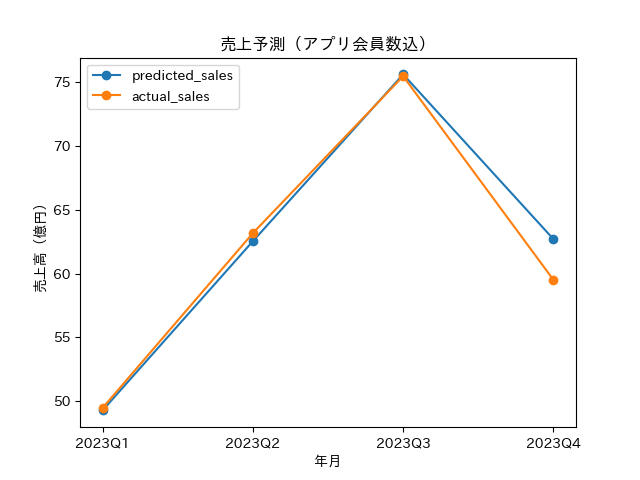 売上予測（アプリ会員数込）
predicted_sales
actual_sales
75
70
65
60
55
50
売上高（億円）
2023Q1
2023Q2
2023Q3
2023Q4
年月